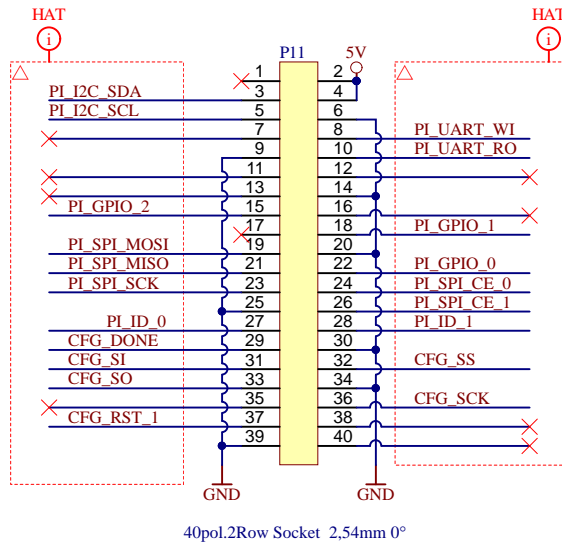 HAT HAT
i i
P11 5V
1 2
PI_I2C_SDA 3 4
PI_I2C_SCL 5 6
7 8 PI_UART_WI
9 10 PI_UART_RO
11 12
13 14
PI_GPIO_2 15 16
17 18 PI_GPIO_1
PI_SPI_MOSI 19 20
PI_SPI_MISO 21 22 PI_GPIO_0
PI_SPI_SCK 23 24 PI_SPI_CE_0
25 26 PI_SPI_CE_1
PI_ID_0 27 28 PI_ID_1
CFG_DONE 29 30
CFG_SI 31 32 CFG_SS
CFG_SO 33 34
35 36 CFG_SCK
CFG_RST_1 37 38
39 40
GND GND
40pol.2Row Socket 2,54mm 0°